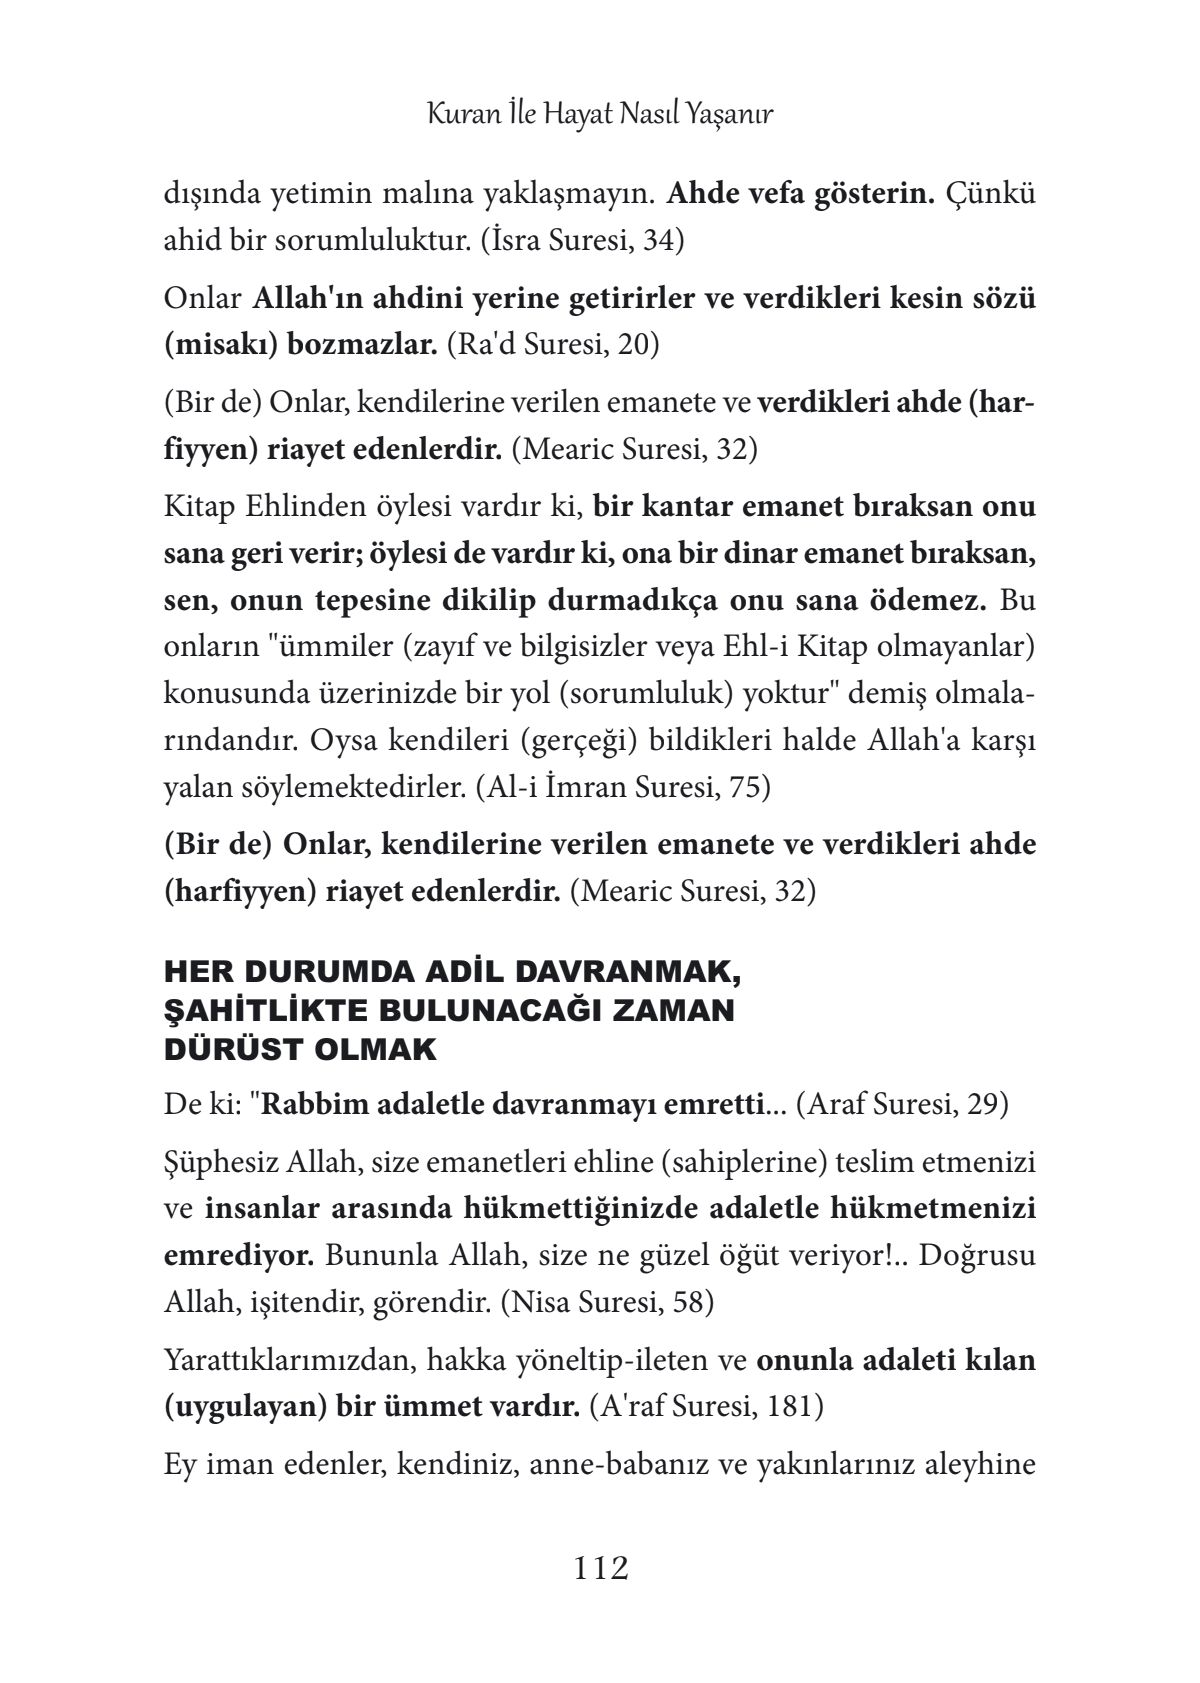 Kuran İle Hayat Nasıl Yaşanır
dışında yetimin malına yaklaşmayın. Ahde vefa gösterin. Çünkü
ahid bir sorumluluktur. (İsra Suresi, 34)
Onlar Allah'ın ahdini yerine getirirler ve verdikleri kesin sözü
(misakı) bozmazlar. (Ra'd Suresi, 20)
(Bir de) Onlar, kendilerine verilen emanete ve verdikleri ahde (har-
fiyyen) riayet edenlerdir. (Mearic Suresi, 32)
Kitap Ehlinden öylesi vardır ki, bir kantar emanet bıraksan onu
sana geri verir; öylesi de vardır ki, ona bir dinar emanet bıraksan,
sen, onun tepesine dikilip durmadıkça onu sana ödemez. Bu
onların "ümmiler (zayıf ve bilgisizler veya Ehl-i Kitap olmayanlar)
konusunda üzerinizde bir yol (sorumluluk) yoktur" demiş olmala-
rındandır. Oysa kendileri (gerçeği) bildikleri halde Allah'a karşı
yalan söylemektedirler. (Al-i İmran Suresi, 75)
(Bir de) Onlar, kendilerine verilen emanete ve verdikleri ahde
(harfiyyen) riayet edenlerdir. (Mearic Suresi, 32)
HER DURUMDA ADİL DAVRANMAK,
ŞAHİTLİKTE BULUNACAĞI ZAMAN
DÜRÜST OLMAK
De ki: "Rabbim adaletle davranmayı emretti... (Araf Suresi, 29)
Şüphesiz Allah, size emanetleri ehline (sahiplerine) teslim etmenizi
ve insanlar arasında hükmettiğinizde adaletle hükmetmenizi
emrediyor. Bununla Allah, size ne güzel öğüt veriyor!.. Doğrusu
Allah, işitendir, görendir. (Nisa Suresi, 58)
Yarattıklarımızdan, hakka yöneltip-ileten ve onunla adaleti kılan
(uygulayan) bir ümmet vardır. (A'raf Suresi, 181)
Ey iman edenler, kendiniz, anne-babanız ve yakınlarınız aleyhine
112